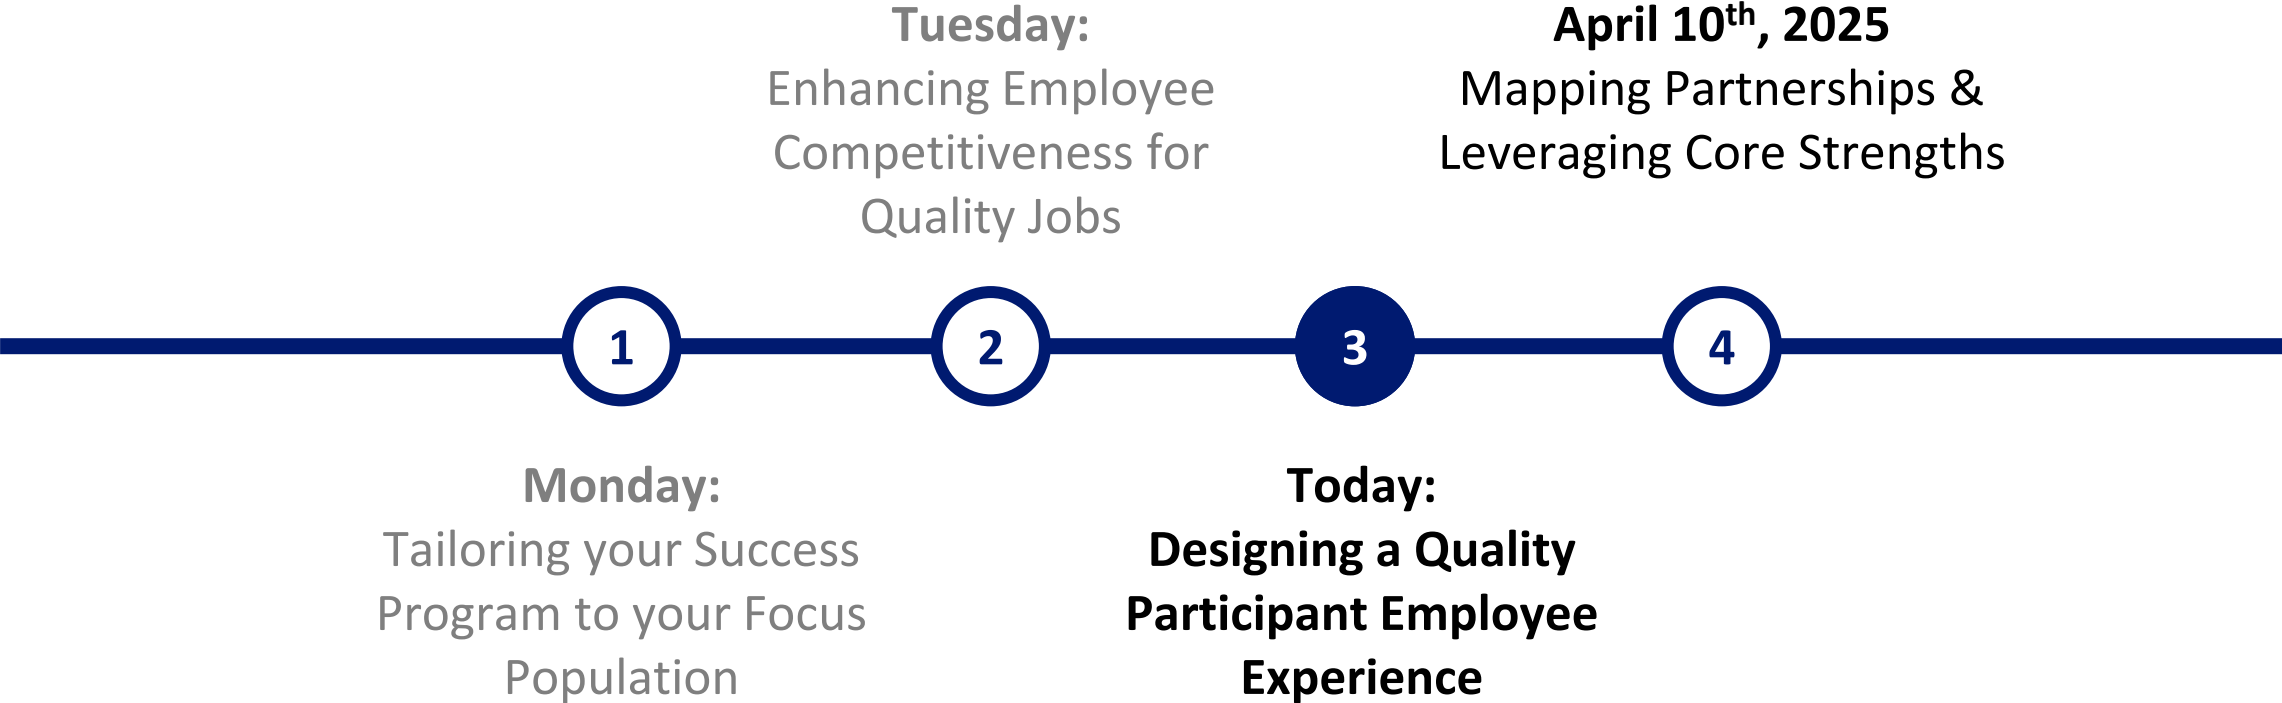 Tuesday:
Enhancing Employee
Competitiveness for
Quality Jobs
April 10th, 2025
Mapping Partnerships &
Leveraging Core Strengths
1
2
3
4
Monday:
Tailoring your Success
Program to your Focus
Population
Today:
Designing a Quality
Participant Employee
Experience